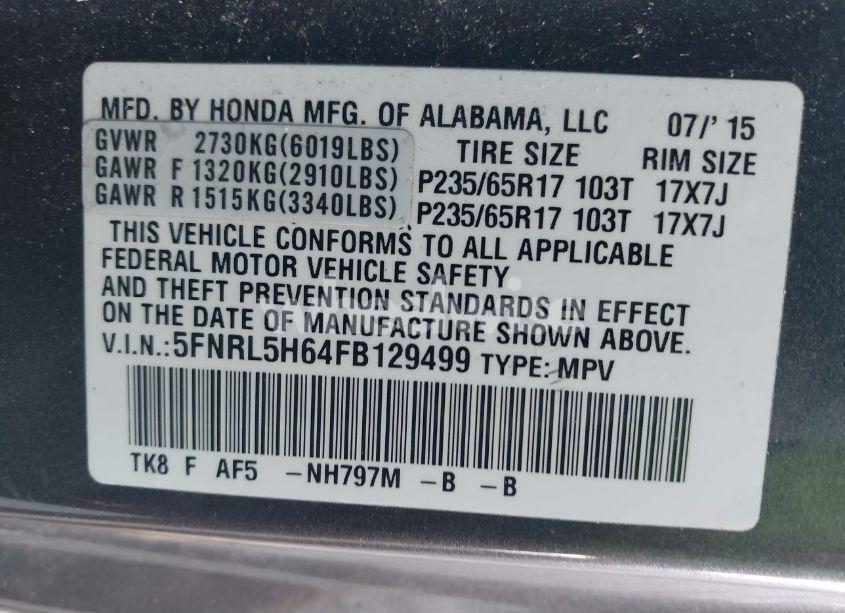 MFD. BY HONDA MFG. OF ALABAMA, LLC 07/' 15
GVWR 2730KG(6019LBS) TIRE SIZE RIM SIZE
GAWR F 1320KG(2910LBS) P235/65R17 103T 17X7J
GAWR R 1515KG(3340LBS) P235/65R17 103T 17X7J
THIS VEHICLE CONFORMS TO ALL APPLICABLE
FEDERAL MOTOR VEHICLE SAFETY
AND THEFT PREVENTION STANDARDS IN EFFECT
ON THE DATE OF MANUFACTURE SHOWN ABOVE.
V.I.N.: 5FNRL5H64FB129499 TYPE: MPV
TK8 F AF5 -NH797M -B -B